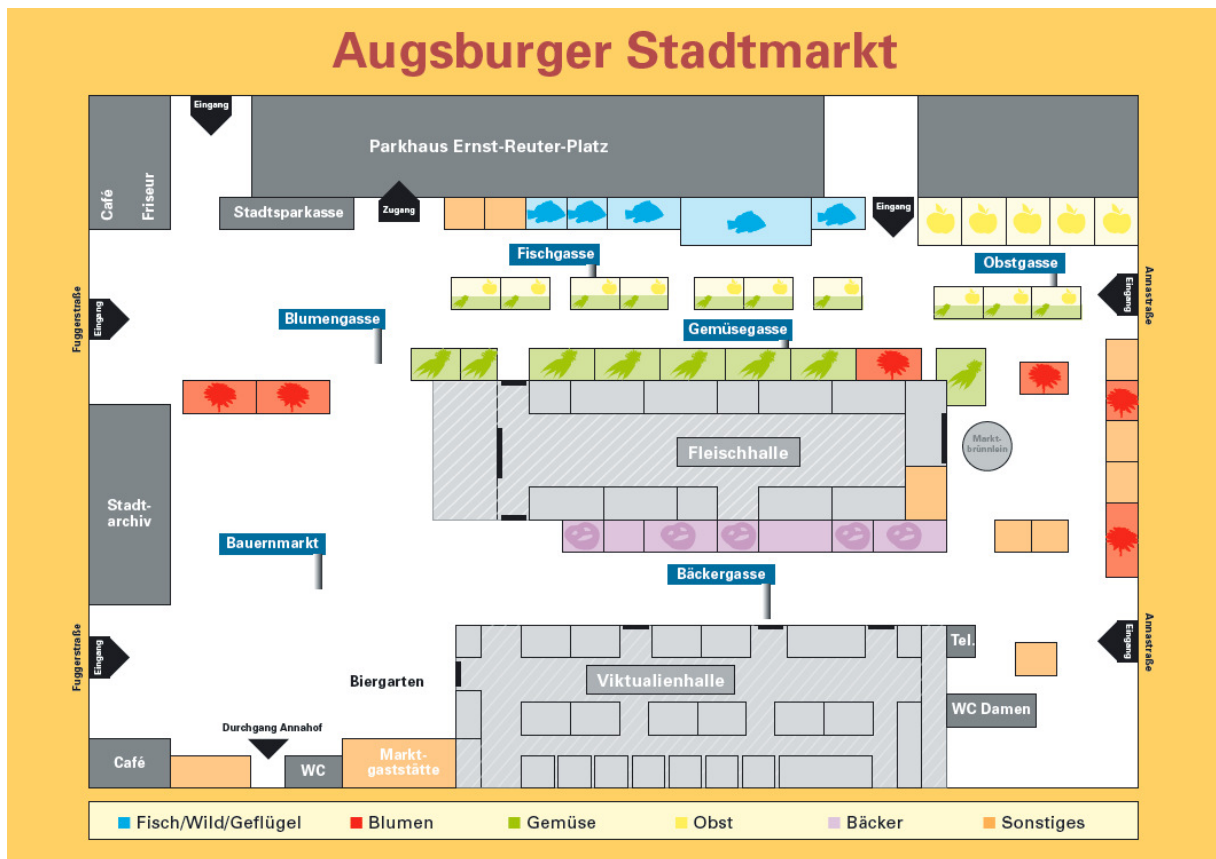 Augsburger Stadtmarkt
Eingang
Parkhaus Ernst-Reuter-Platz
Café
Friseur
Stadtsparkasse
Zugang
Eingang
Fischgasse
Obstgasse
Fuggerstraße
Eingang
Blumengasse
Gemüsegasse
Eingang
Annastraße
Fleischhalle
Markt-
brünnlein
Stadt-
archiv
Bauernmarkt
Bäckergasse
Fuggerstraße
Eingang
Biergarten
Viktualienhalle
Tel.
Eingang
Annastraße
WC Damen
Durchgang Annahof
Café
WC
Markt-
gaststätte
Fisch/Wild/Geflügel
Blumen
Gemüse
Obst
Bäcker
Sonstiges